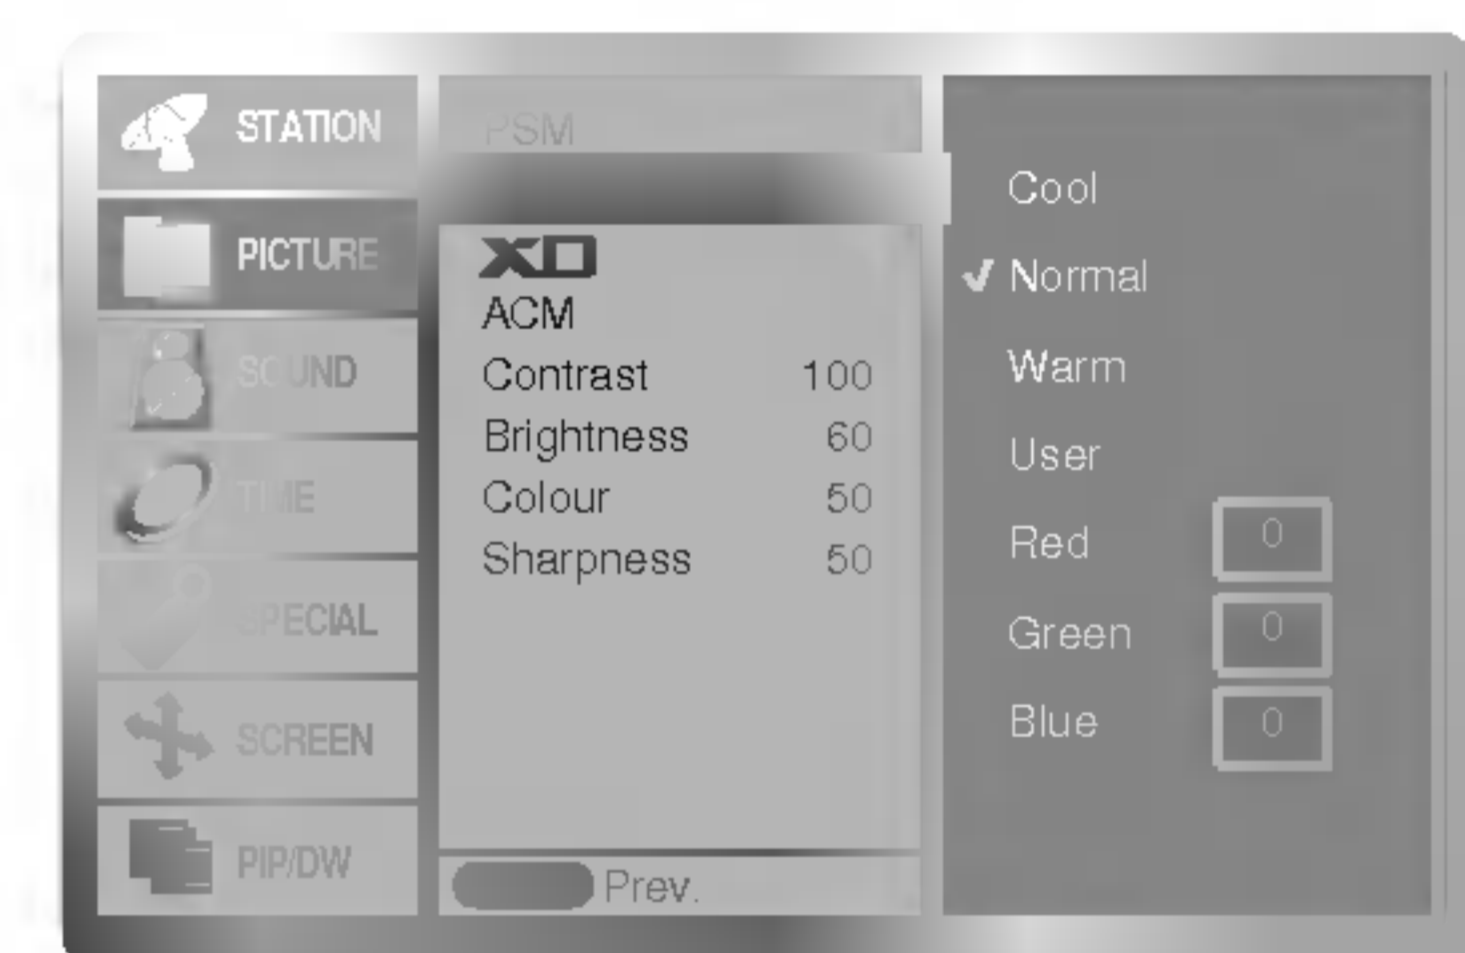 STATION
PICTURE
SOUND
TIME
SPECIAL
SCREEN
PIP/DW
PSM
XD
ACM
Contrast 100
Brightness 60
Colour 50
Sharpness 50
Prev.
Cool
✓ Normal
Warm
User
Red 0
Green 0
Blue 0